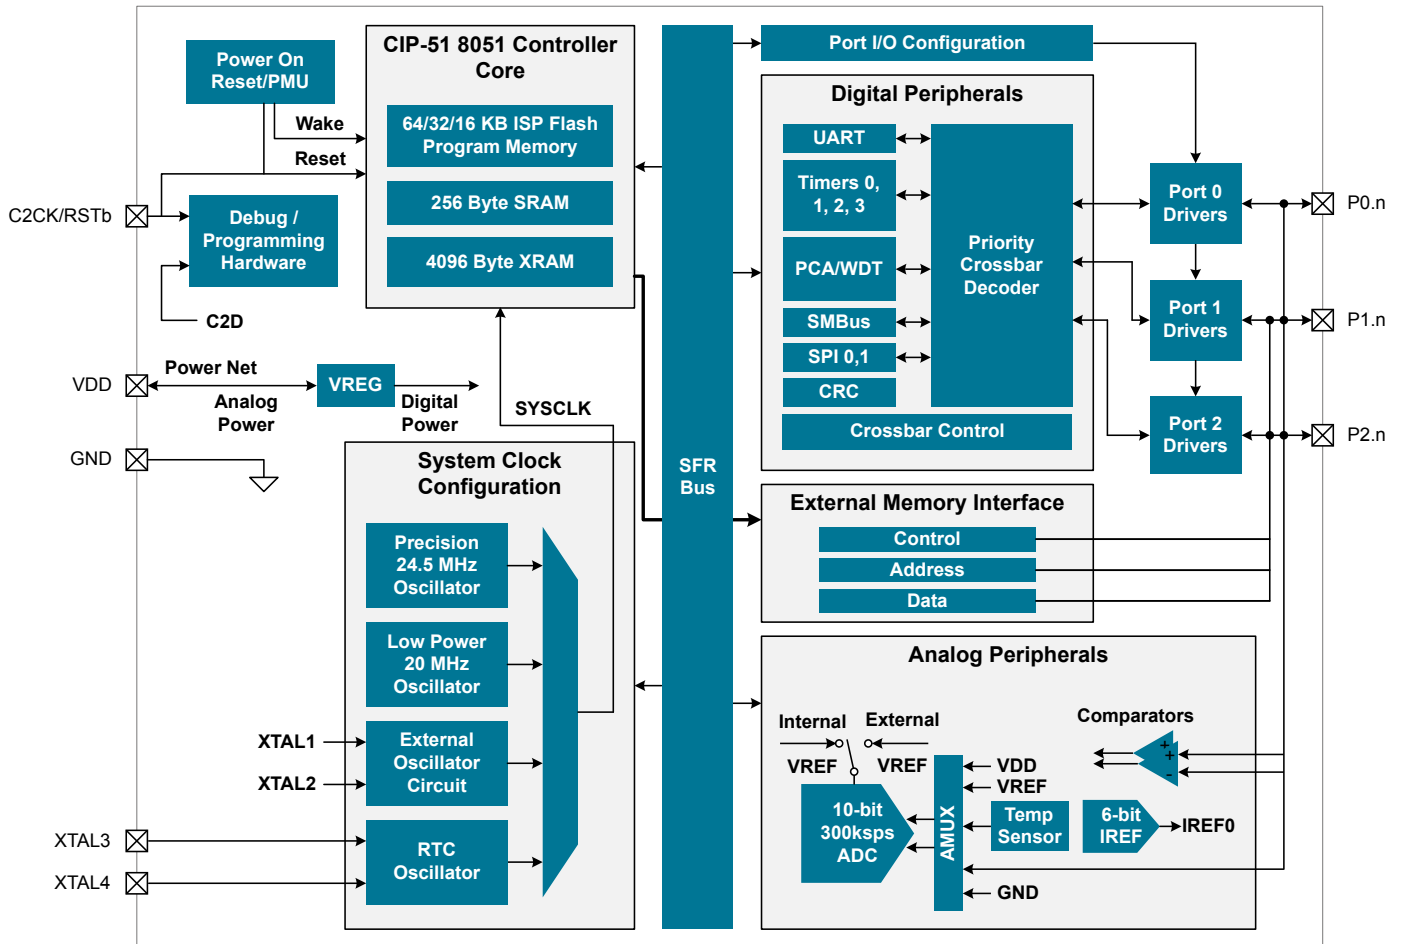 CIP-51 8051 Controller
Core
64/32/16 KB ISP Flash
Program Memory
256 Byte SRAM
4096 Byte XRAM
Power On
Reset/PMU
Wake
Reset
C2CK/RSTb
Debug /
Programming
Hardware
C2D
VDD
Power Net
Analog
Power
VREG
Digital
Power
GND
SYSCLK
System Clock
Configuration
Precision
24.5 MHz
Oscillator
Low Power
20 MHz
Oscillator
XTAL1
XTAL2
External
Oscillator
Circuit
XTAL3
XTAL4
RTC
Oscillator
SFR
Bus
Port I/O Configuration
Digital Peripherals
UART
Timers 0,
1, 2, 3
PCA/WDT
SMBus
SPI 0,1
CRC
Priority
Crossbar
Decoder
Crossbar Control
Port 0
Drivers
P0.n
Port 1
Drivers
P1.n
Port 2
Drivers
P2.n
External Memory Interface
Control
Address
Data
Analog Peripherals
Internal
VREF
External
VREF
Comparators
+
+
-
10-bit
300ksps
ADC
AMUX
VDD
VREF
Temp
Sensor
GND
6-bit
IREF
IREF0